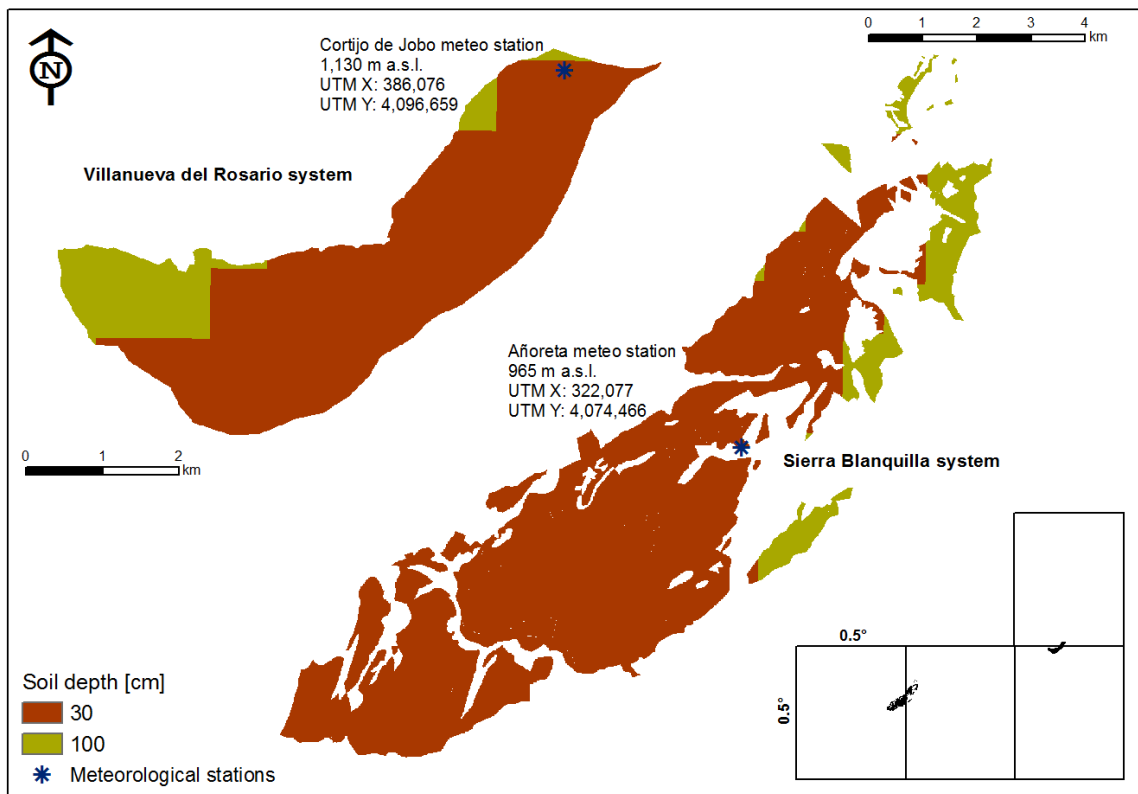 0 1 2 3 4
km
N
Cortijo de Jobo meteo station
1,130 m a.s.l.
UTM X: 386,076
UTM Y: 4,096,659
Villanueva del Rosario system
Añoreta meteo station
965 m a.s.l.
UTM X: 322,077
UTM Y: 4,074,466
0 1 2
km
Sierra Blanquilla system
0.5°
0.5°
Soil depth [cm]
30
100
Meteorological stations